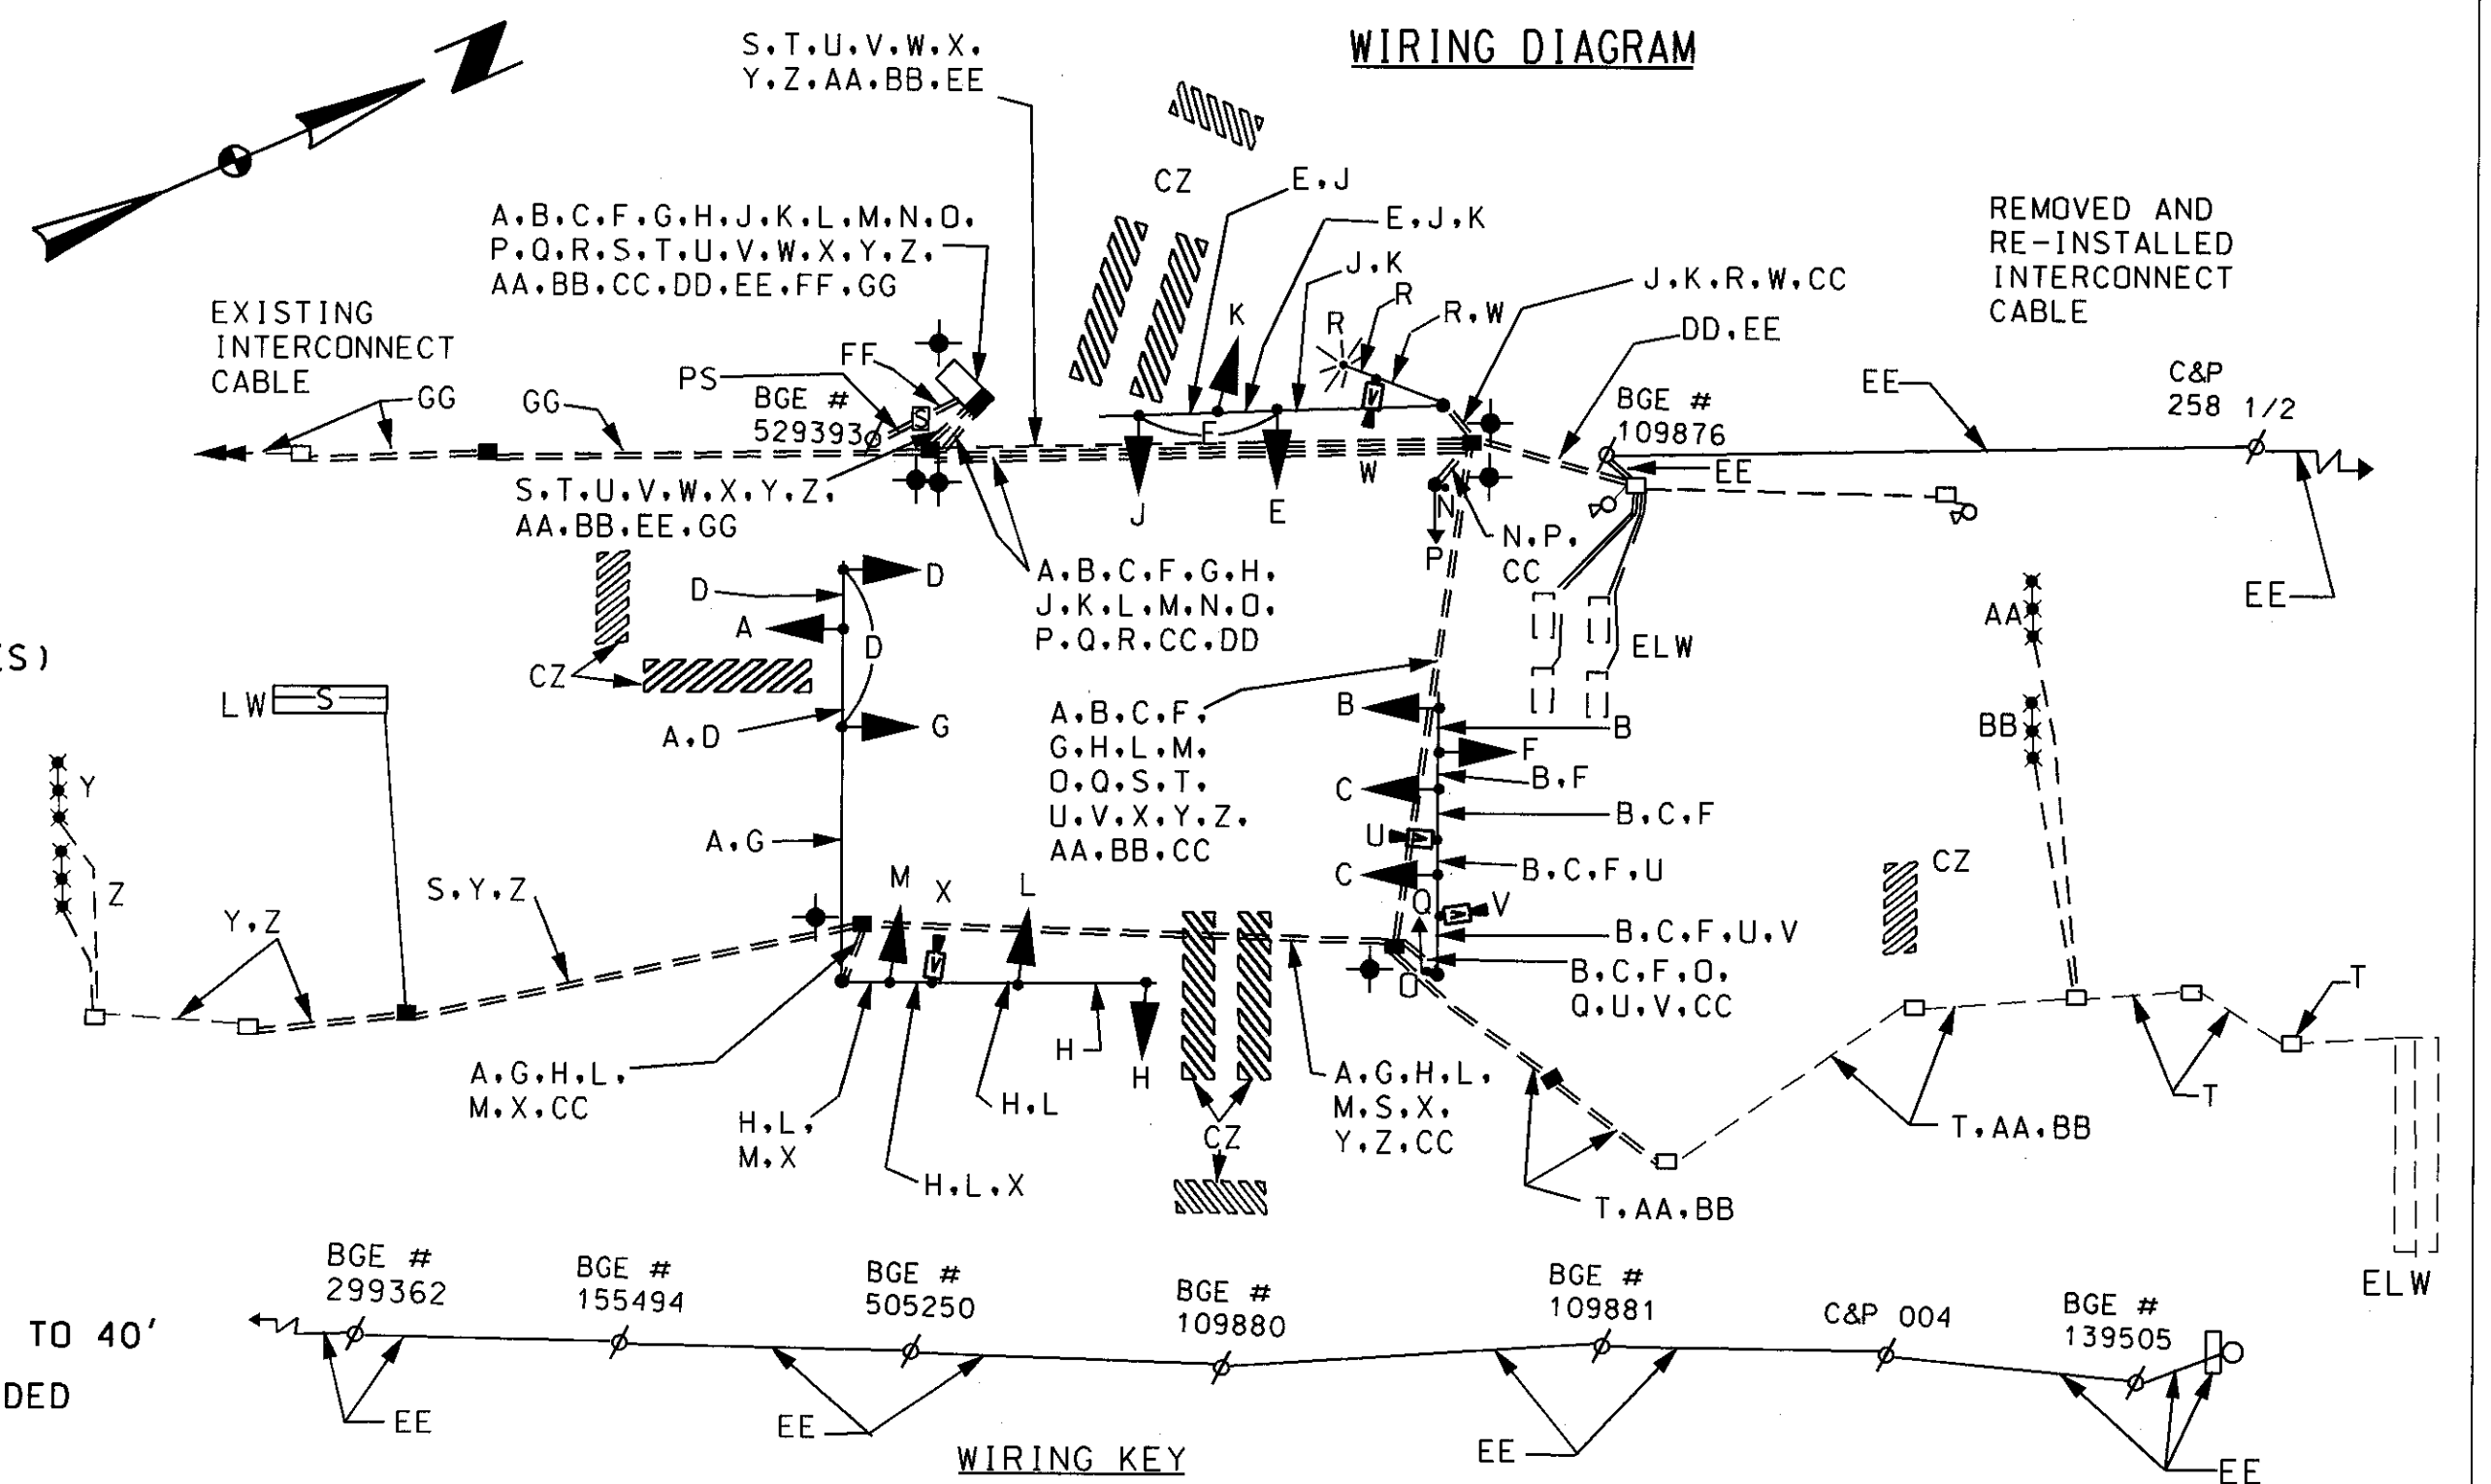 WIRING DIAGRAM
S.T.U.V.W.X.
Y.Z.AA.BB.EE
CZ
E.J
A.B.C.F.G.H.J.K.L.M.N.O.
P.Q.R.S.T.U.V.W.X.Y.Z.
AA.BB.CC.DD.EE.FF.GG
E.J.K
REMOVED AND
RE-INSTALLED
INTERCONNECT
CABLE
J.K
J.K.R.W.CC
R
R
R.W
K
DD.EE
EXISTING
INTERCONNECT
CABLE
GG
GG
PS
FF
S
BGE #
529393
V
BGE #
109876
EE
C&P
258 1/2
E
W
EE
S.T.U.V.W.X.Y.Z.
AA.BB.EE.GG
J
E
N
P
N.P.
CC
EE
A.B.C.F.G.H.
J.K.L.M.N.O.
P.Q.R.CC.DD
D
D
A
D
CZ
ELW
AA
BB
S)
LW
S
A.D
G
A.B.C.F.
G.H.L.M.
O.Q.S.T.
U.V.X.Y.Z.
AA.BB.CC
B
B
F
B.F
C
B.C.F
U
V
B.C.F.U
C
Q
V
V
B.C.F.U.V
B.C.F.O.
Q.U.V.CC
O
CZ
Y
Z
Y.Z
S.Y.Z
A.G
M
X
L
V
T
A.G.H.L.
M.X.CC
H.L.
M.X
H.L.X
H.L
H
H
CZ
A.G.H.L.
M.S.X.
Y.Z.CC
T.AA.BB
T.AA.BB
T
ELW
TO 40'
DED
BGE #
299362
BGE #
155494
BGE #
505250
BGE #
109880
BGE #
109881
C&P 004
BGE #
139505
EE
EE
EE
EE
WIRING KEY